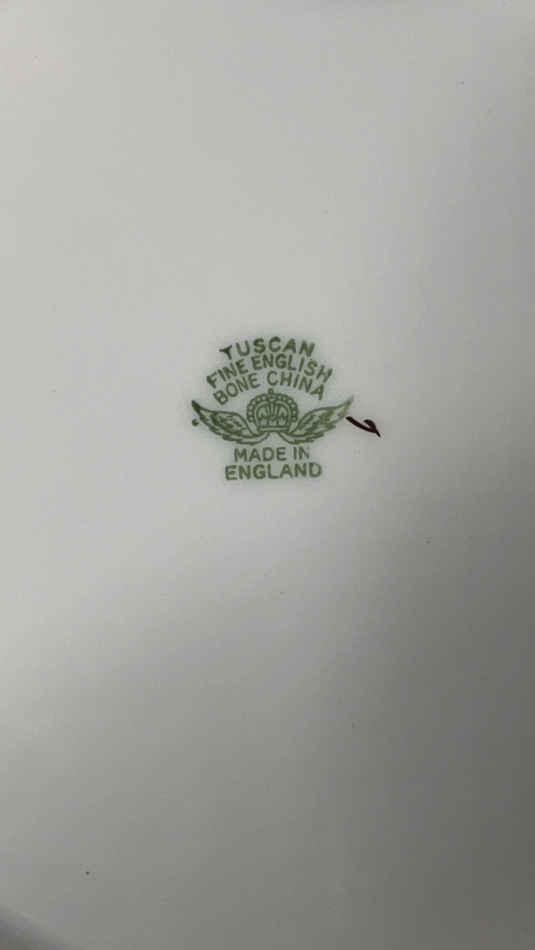 TUSCAN
FINE ENGLISH
BONE CHINA
MADE IN
ENGLAND